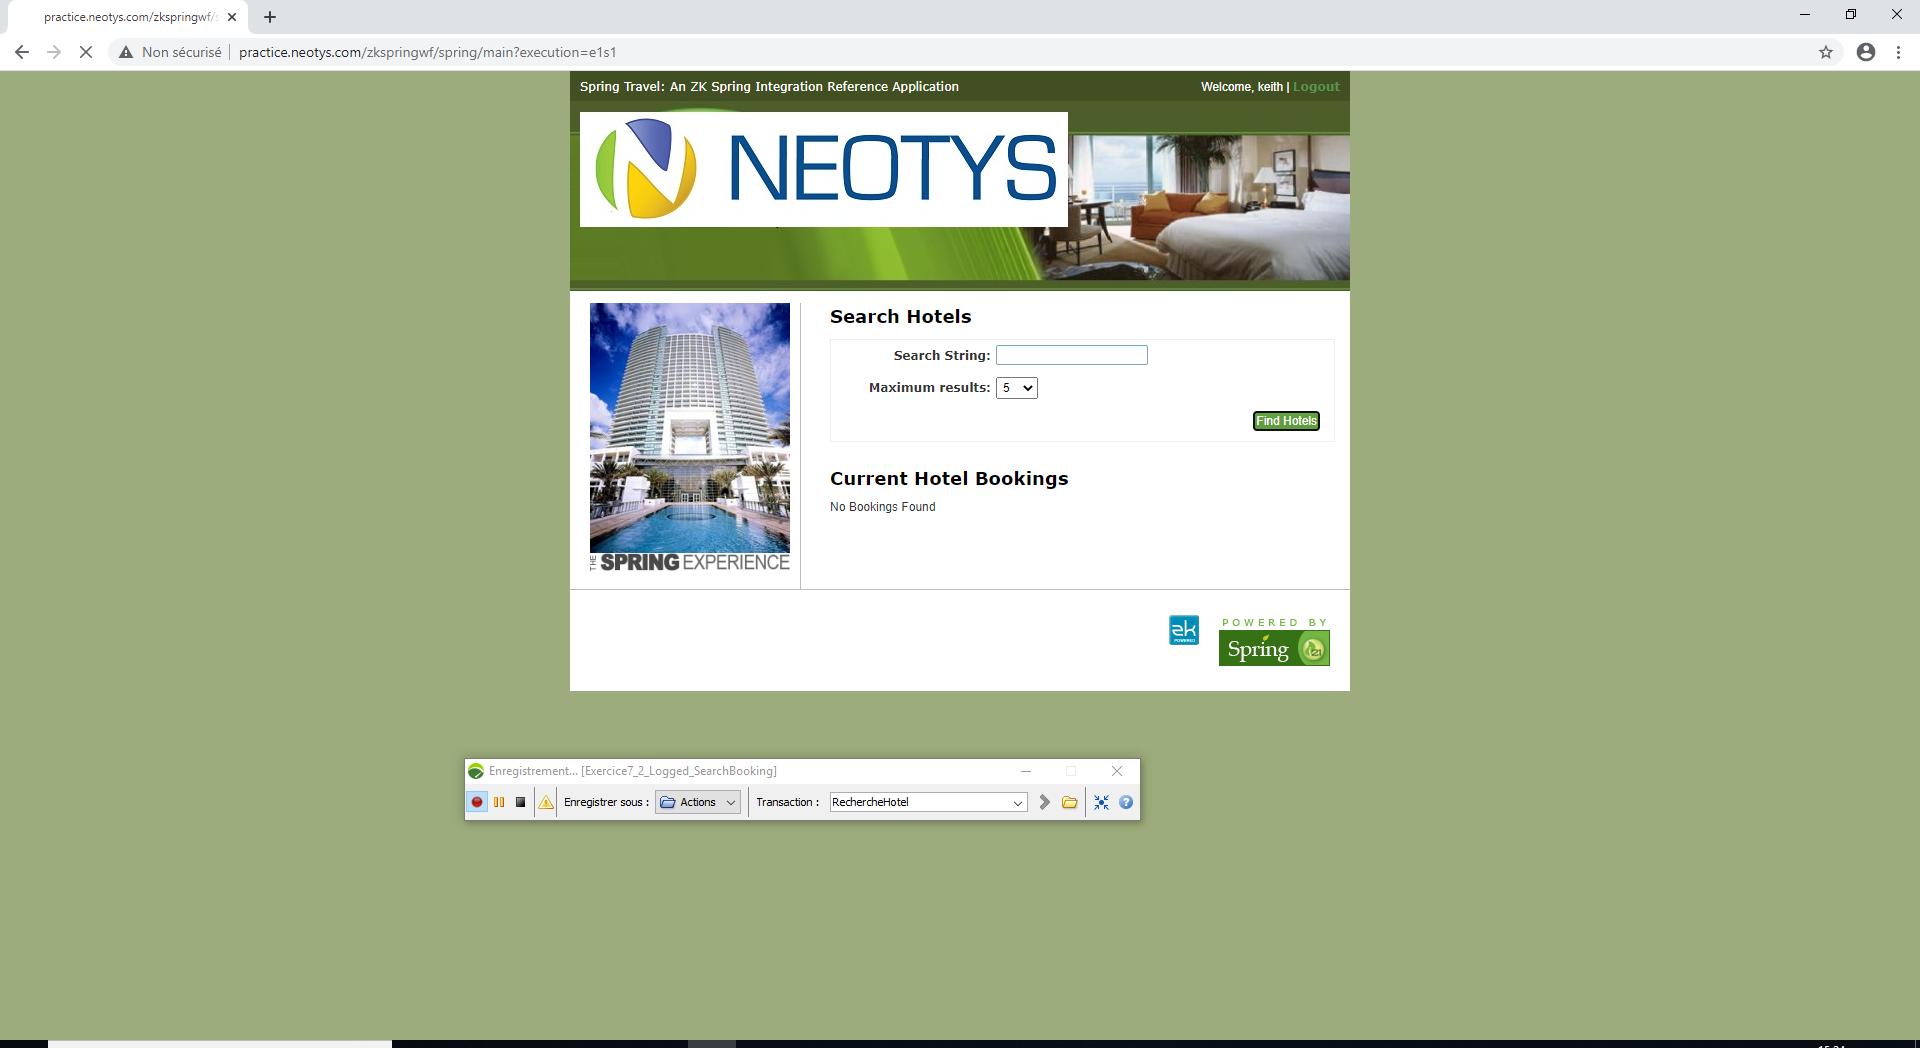 practice.neotys.com/zkspringwf/s
Non sécurisé
practice.neotys.com/zkspringwf/spring/main?execution=e1s1
Spring Travel: An ZK Spring Integration Reference Application
Welcome, keith | Logout
NEOTYS
Search Hotels
Search String:
Maximum results: 5
Find Hotels
Current Hotel Bookings
No Bookings Found
THE SPRING EXPERIENCE
zk
POWERED
POWERED BY
Spring
Enregistrement... [Exercice7_2_Logged_SearchBooking]
Enregistrer sous : Actions Transaction : RechercheHotel